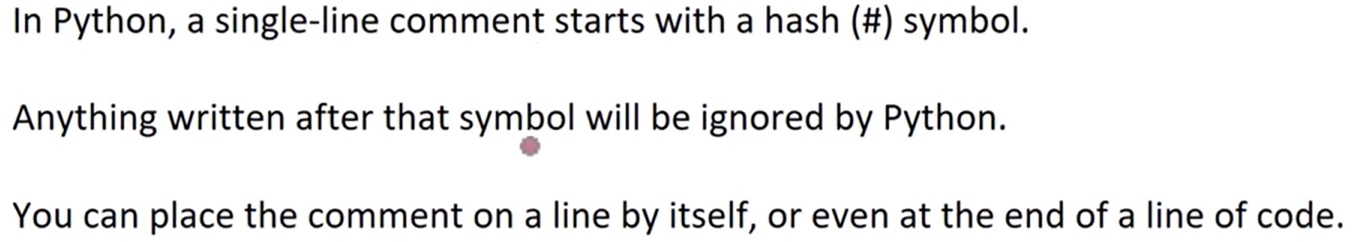 In Python, a single-line comment starts with a hash (#) symbol.
Anything written after that symbol will be ignored by Python.
You can place the comment on a line by itself, or even at the end of a line of code.